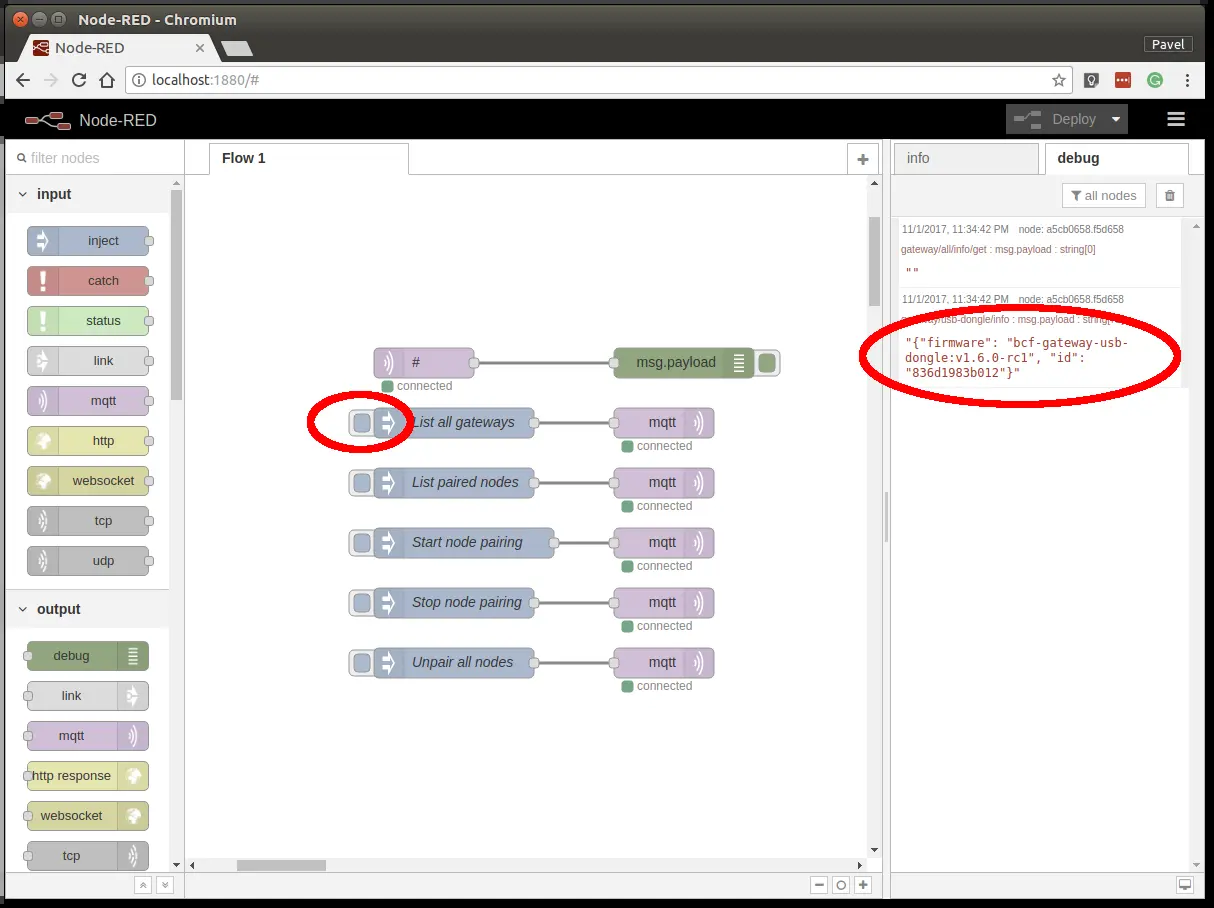 Node-RED - Chromium
Node-RED
Pavel
localhost:1880/#
Node-RED
Deploy
filter nodes
input
inject
catch
status
link
mqtt
http
websocket
tcp
udp
output
debug
link
mqtt
http response
websocket
tcp
Flow 1
#
connected
msg.payload
List all gateways
mqtt
connected
List paired nodes
mqtt
connected
Start node pairing
mqtt
connected
Stop node pairing
mqtt
connected
Unpair all nodes
mqtt
connected
info
debug
all nodes
11/1/2017, 11:34:42 PM node: a5cb0658.f5d658
gateway/all/info/get : msg.payload : string[0]
""
11/1/2017, 11:34:42 PM node: a5cb0658.f5d658
/usb-dongle/info : msg.payload
"{"firmware": "bcf-gateway-usb-
dongle:v1.6.0-rc1", "id":
"836d1983b012"}"